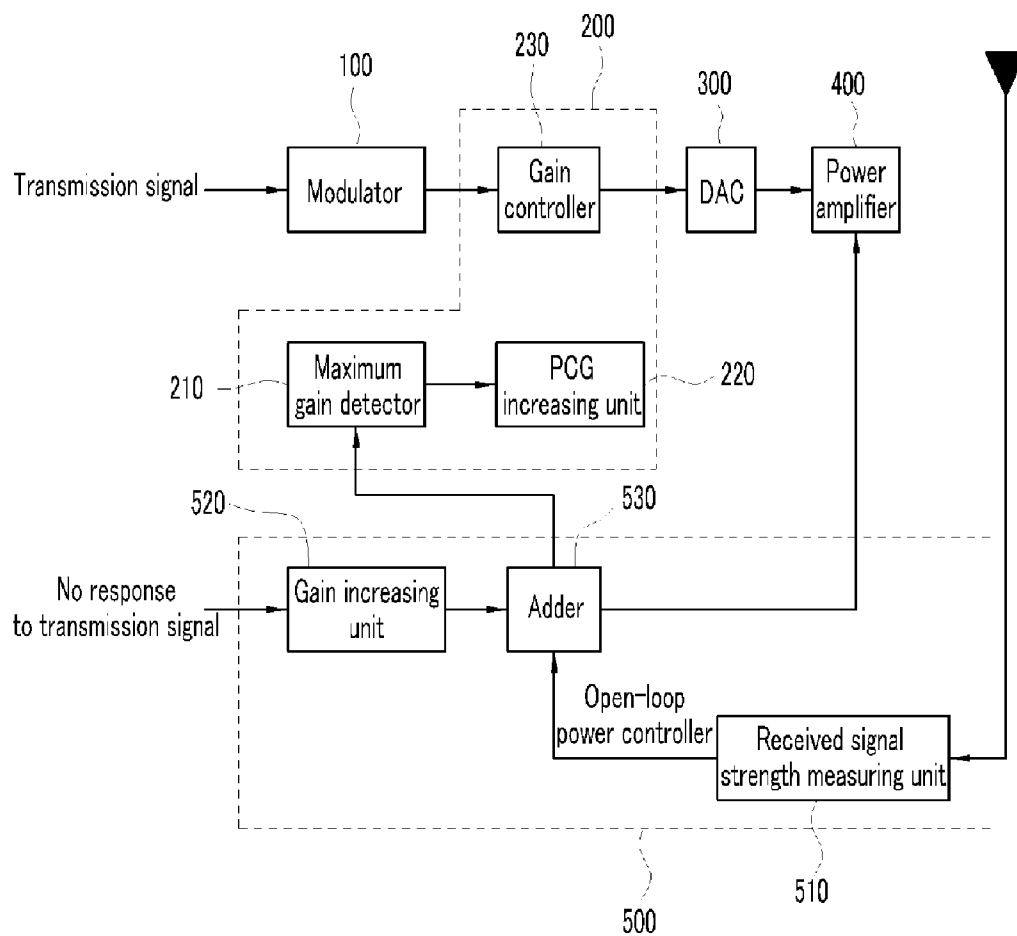 200
230
100
300
400
Transmission signal
Modulator
Gain
controller
DAC
Power
amplifier
210
Maximum
gain detector
PCG
increasing unit
220
520
530
No response
to transmission signal
Gain increasing
unit
Adder
Open-loop
power controller
Received signal
strength measuring unit
510
500